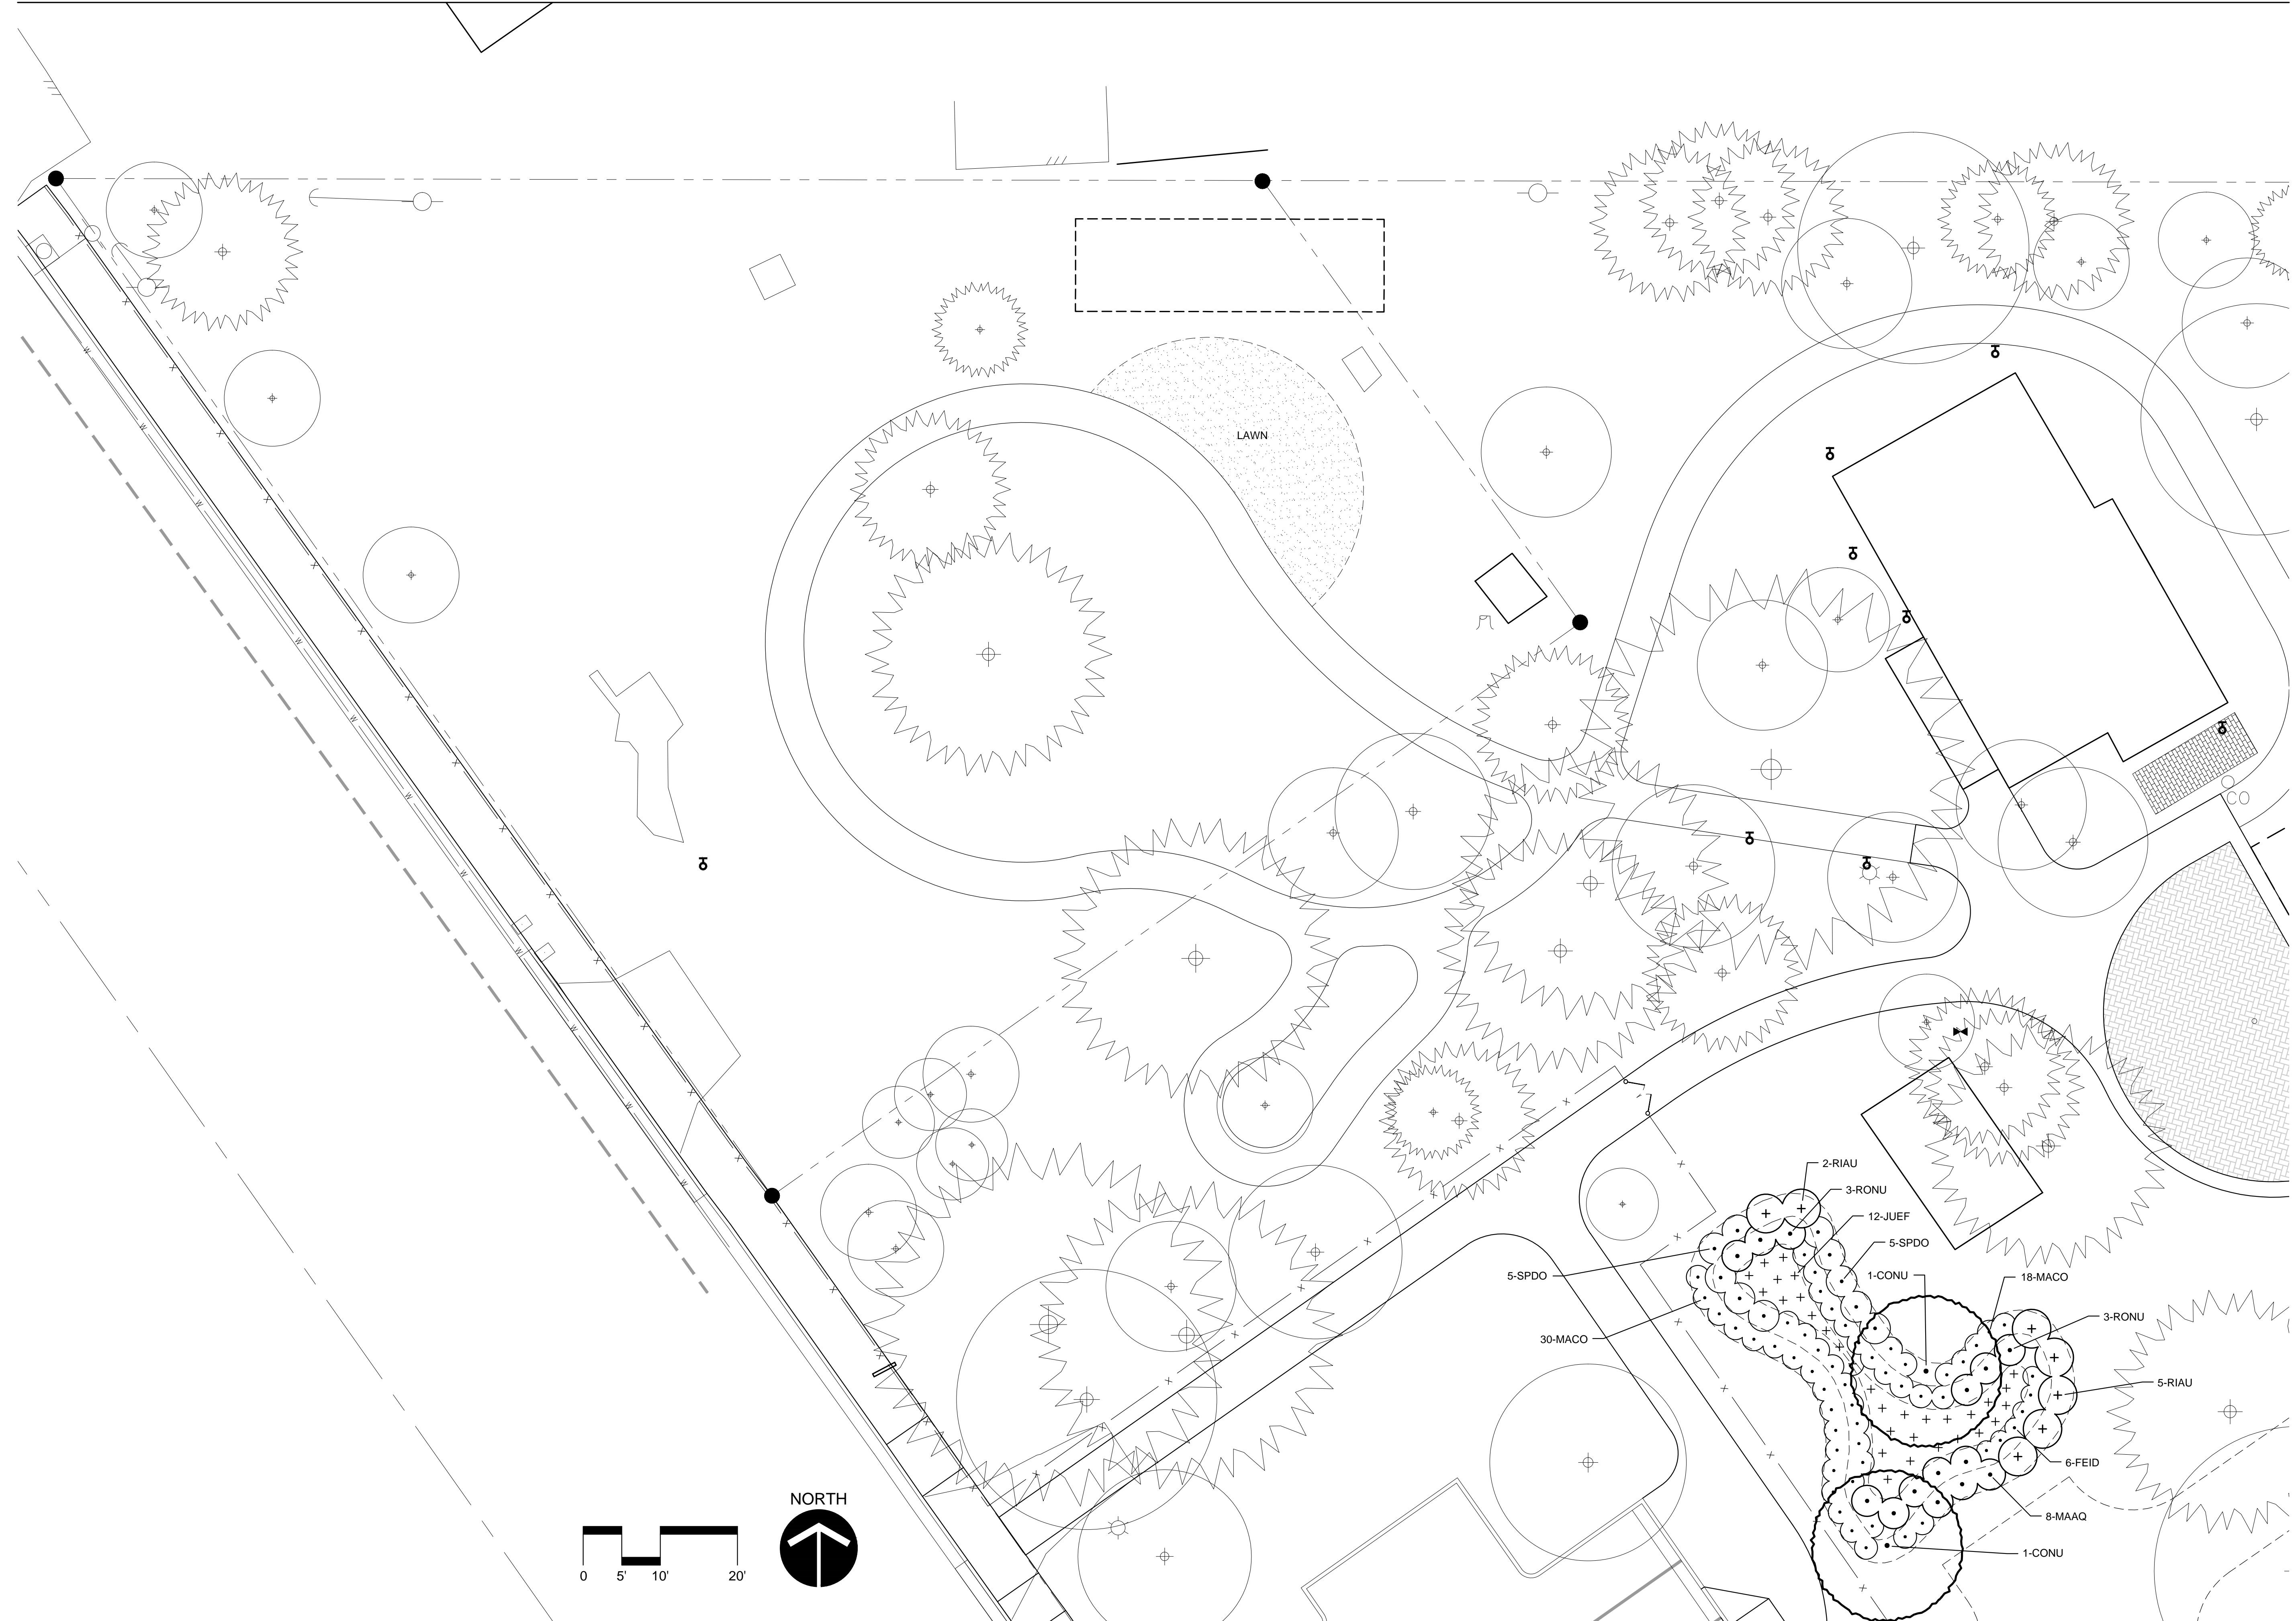 LAWN
CO
2-RIAU
3-RONU
12-JUEF
5-SPDO
5-SPDO
1-CONU
18-MACO
30-MACO
3-RONU
5-RIAU
6-FEID
8-MAAQ
1-CONU
NORTH
0 5' 10' 20'
W
W
W
W
W
W
W
W
W
W
W
W
W